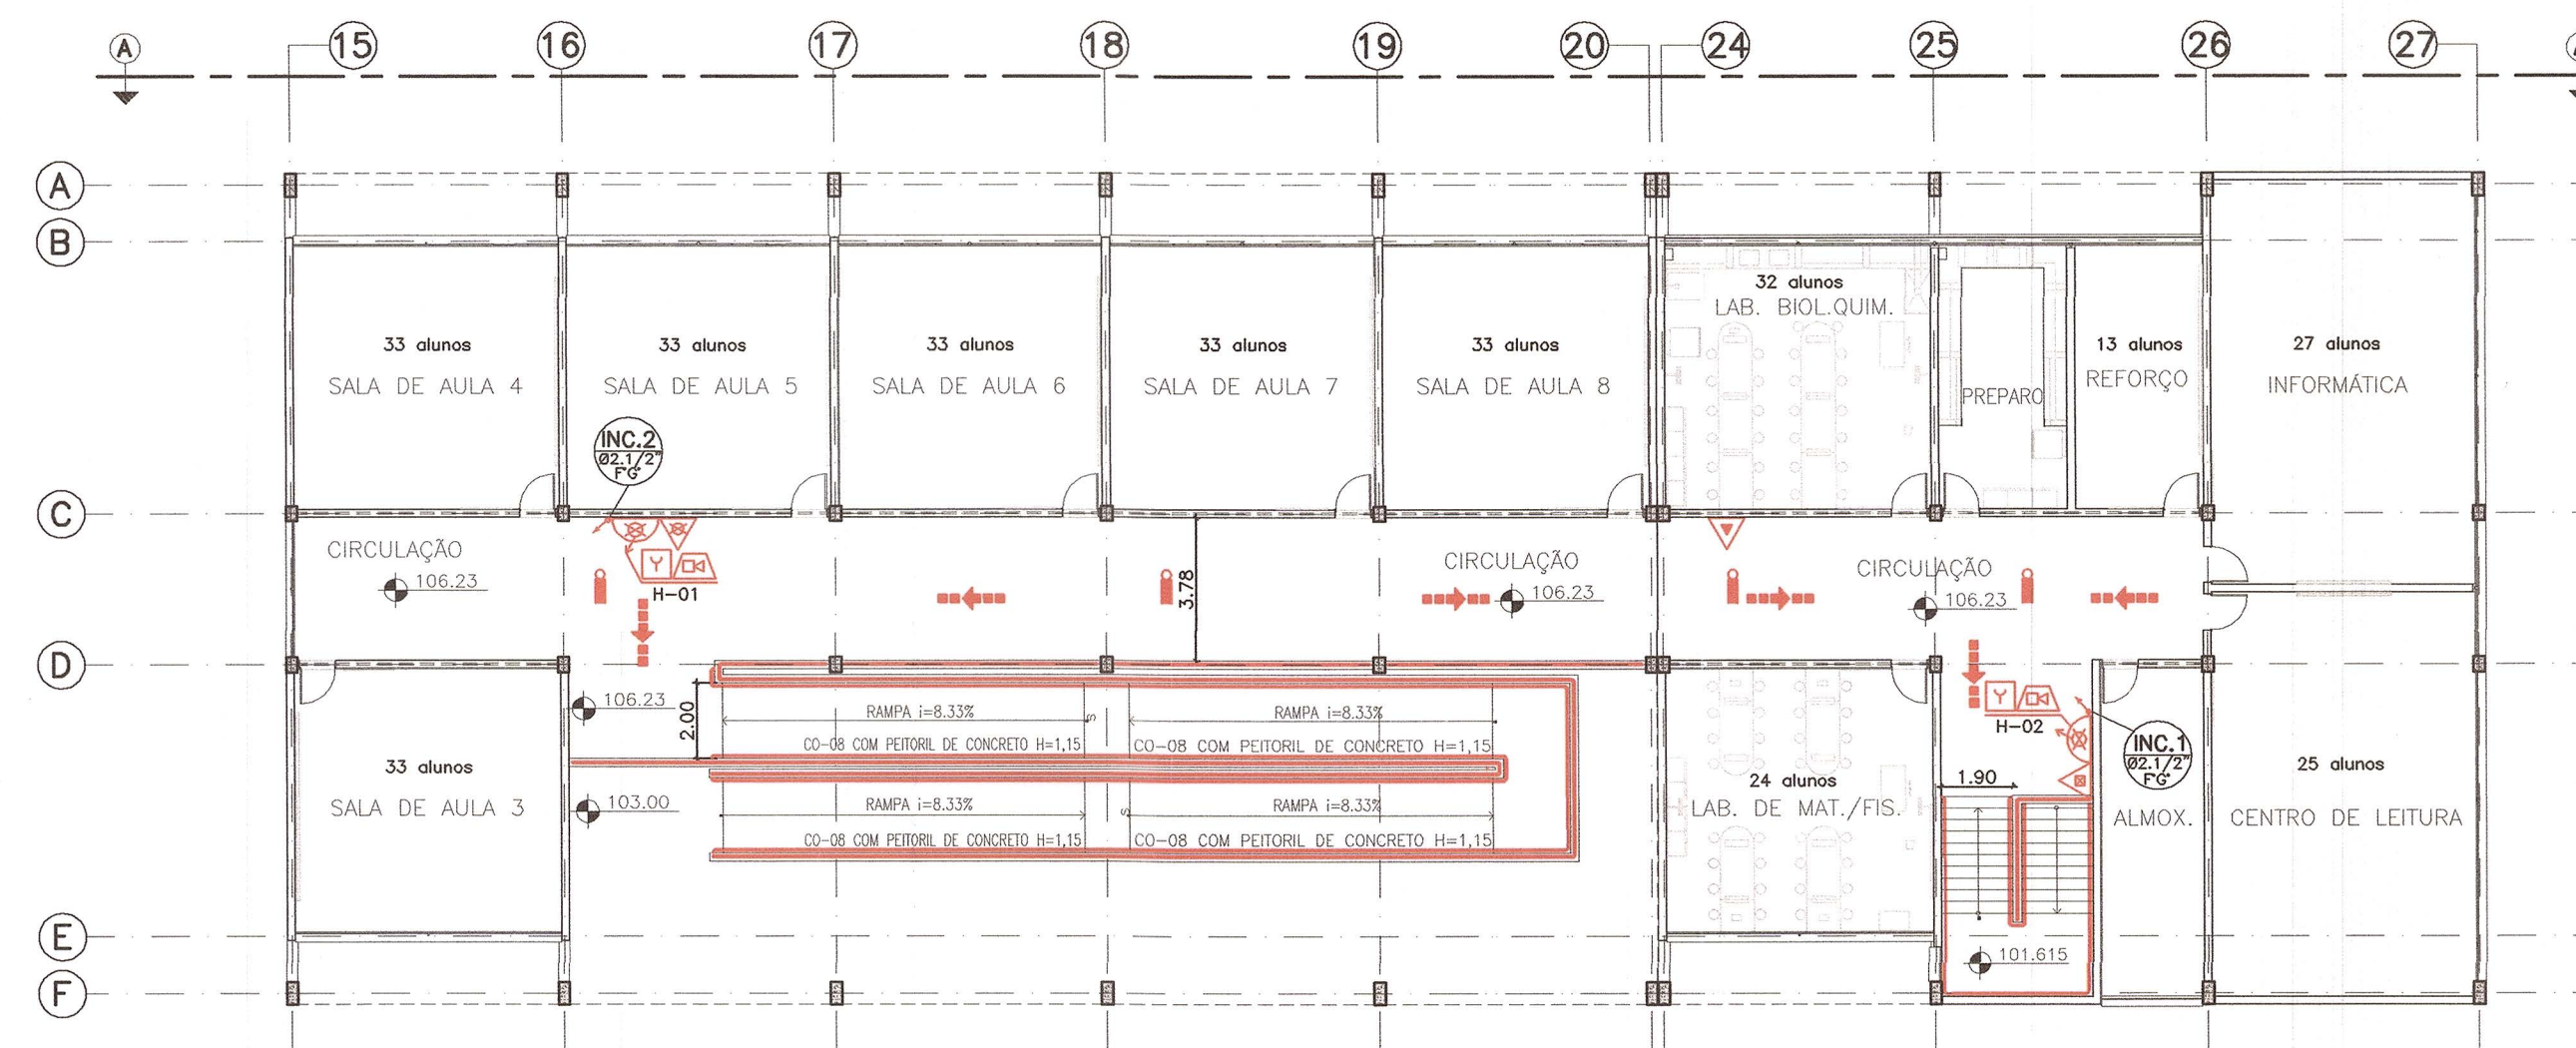 A
15
16
17
18
19
20
24
25
26
27
A
B
C
D
E
F
33 alunos
SALA DE AULA 4
33 alunos
SALA DE AULA 5
33 alunos
SALA DE AULA 6
33 alunos
SALA DE AULA 7
33 alunos
SALA DE AULA 8
32 alunos
LAB. BIOL.QUIM.
PREPARO
13 alunos
REFORÇO
27 alunos
INFORMÁTICA
INC.2
Ø2.1/2"
F°G°
CIRCULAÇÃO
106.23
H-01
3.78
CIRCULAÇÃO
106.23
CIRCULAÇÃO
106.23
33 alunos
SALA DE AULA 3
106.23
2.00
103.00
RAMPA i=8.33%
S
RAMPA i=8.33%
CO-08 COM PEITORIL DE CONCRETO H=1,15
CO-08 COM PEITORIL DE CONCRETO H=1,15
RAMPA i=8.33%
S
RAMPA i=8.33%
CO-08 COM PEITORIL DE CONCRETO H=1,15
CO-08 COM PEITORIL DE CONCRETO H=1,15
24 alunos
LAB. DE MAT./FIS.
H-02
1.90
INC.1
Ø2.1/2"
F°G°
ALMOX.
101.615
25 alunos
CENTRO DE LEITURA